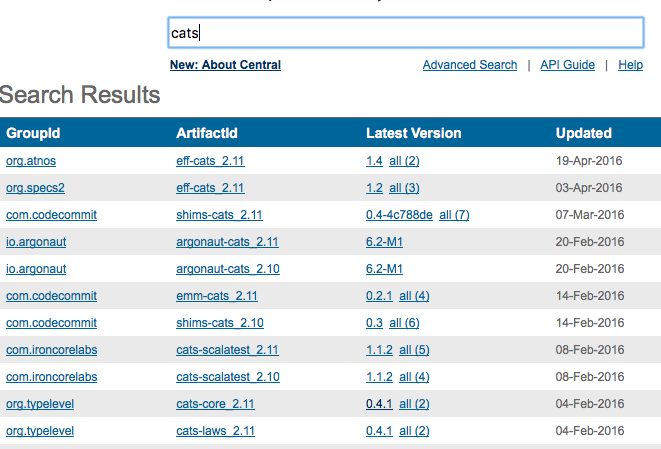 cats
New: About Central Advanced Search | API Guide | Help
Search Results
GroupId ArtifactId Latest Version Updated
org.atnos eff-cats_2.11 1.4 all (2) 19-Apr-2016
org.specs2 eff-cats_2.11 1.2 all (3) 03-Apr-2016
com.codecommit shims-cats_2.11 0.4-4c788de all (7) 07-Mar-2016
io.argonaut argonaut-cats_2.11 6.2-M1 20-Feb-2016
io.argonaut argonaut-cats_2.10 6.2-M1 20-Feb-2016
com.codecommit emm-cats_2.11 0.2.1 all (4) 14-Feb-2016
com.codecommit shims-cats_2.10 0.3 all (6) 14-Feb-2016
com.ironcorelabs cats-scalatest_2.11 1.1.2 all (5) 08-Feb-2016
com.ironcorelabs cats-scalatest_2.10 1.1.2 all (4) 08-Feb-2016
org.typelevel cats-core_2.11 0.4.1 all (2) 04-Feb-2016
org.typelevel cats-laws_2.11 0.4.1 all (2) 04-Feb-2016